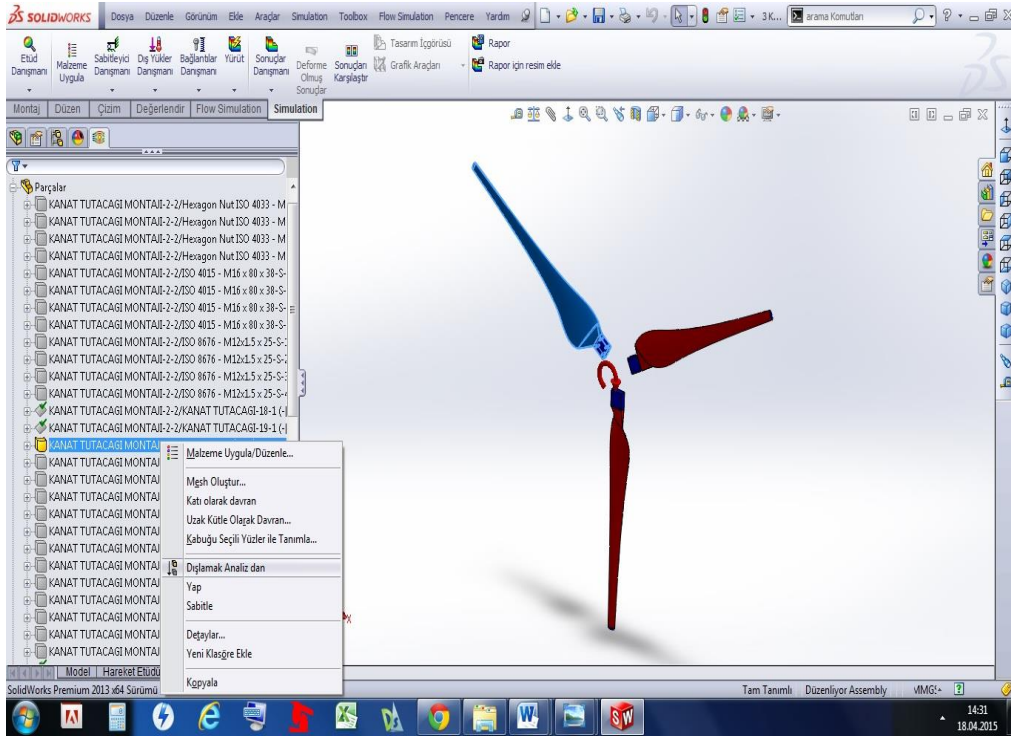 SOLIDWORKS Dosya Düzenle Görünüm Ekle Araçlar Simulation Toolbox Flow Simulation Pencere Yardım 3K... arama Komutları
Etüd Danışmanı
Malzeme Uygula
Sabitleyici Danışmanı
Dış Yükler Danışmanı
Bağlantılar Danışmanı
Yürüt
Sonuçlar Danışmanı
Deforme Olmuş Sonuçlar
Sonuçları Karşılaştır
Tasarım İçgörüsü
Grafik Araçları
Rapor
Rapor için resim ekle
Montaj Düzen Çizim Değerlendir Flow Simulation Simulation
Parçalar
KANAT TUTACAGI MONTAJI-2-2/Hexagon Nut ISO 4033 - M
KANAT TUTACAGI MONTAJI-2-2/Hexagon Nut ISO 4033 - M
KANAT TUTACAGI MONTAJI-2-2/Hexagon Nut ISO 4033 - M
KANAT TUTACAGI MONTAJI-2-2/Hexagon Nut ISO 4033 - M
KANAT TUTACAGI MONTAJI-2-2/ISO 4015 - M16 x 80 x 38-S-
KANAT TUTACAGI MONTAJI-2-2/ISO 4015 - M16 x 80 x 38-S-
KANAT TUTACAGI MONTAJI-2-2/ISO 4015 - M16 x 80 x 38-S-
KANAT TUTACAGI MONTAJI-2-2/ISO 4015 - M16 x 80 x 38-S-
KANAT TUTACAGI MONTAJI-2-2/ISO 8676 - M12x1.5 x 25-S-1
KANAT TUTACAGI MONTAJI-2-2/ISO 8676 - M12x1.5 x 25-S-2
KANAT TUTACAGI MONTAJI-2-2/ISO 8676 - M12x1.5 x 25-S-3
KANAT TUTACAGI MONTAJI-2-2/ISO 8676 - M12x1.5 x 25-S-4
KANAT TUTACAGI MONTAJI-2-2/KANAT TUTACAGI-18-1 (-
KANAT TUTACAGI MONTAJI-2-2/KANAT TUTACAGI-19-1 (-
KANAT TUTACAGI MONTA
KANAT TUTACAGI MONTAJ
KANAT TUTACAGI MONTAJ
KANAT TUTACAGI MONTAJ
KANAT TUTACAGI MONTAJ
KANAT TUTACAGI MONTAJ
KANAT TUTACAGI MONTAJ
KANAT TUTACAGI MONTAJ
KANAT TUTACAGI MONTAJ
KANAT TUTACAGI MONTAJ
KANAT TUTACAGI MONTAJ
KANAT TUTACAGI MONTAJ
KANAT TUTACAGI MONTAJ
Malzeme Uygula/Düzenle...
Mesh Oluştur...
Katı olarak davran
Uzak Kütle Olarak Davran...
Kabuğu Seçili Yüzler ile Tanımla...
Dışlamak Analiz dan
Yap
Sabitle
Detaylar...
Yeni Klasöre Ekle
Kopyala
Model Hareket Etüdü
SolidWorks Premium 2013 x64 Sürümü Tam Tanımlı Düzenliyor Assembly
14:31
18.04.2015